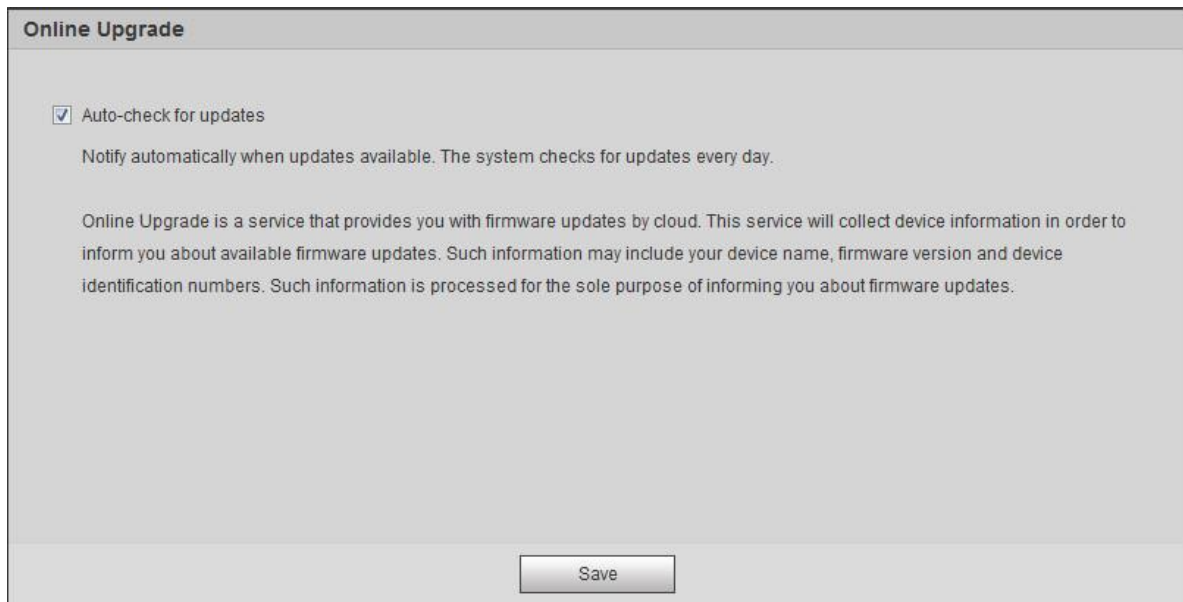 Online Upgrade
Auto-check for updates
Notify automatically when updates available. The system checks for updates every day.
Online Upgrade is a service that provides you with firmware updates by cloud. This service will collect device information in order to
inform you about available firmware updates. Such information may include your device name, firmware version and device
identification numbers. Such information is processed for the sole purpose of informing you about firmware updates.
Save